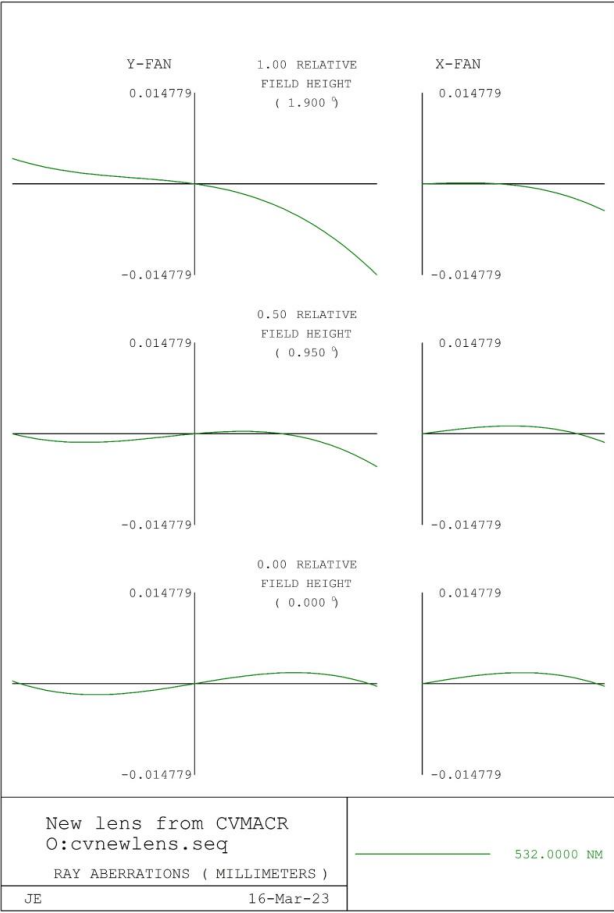 Y-FAN 1.00 RELATIVE X-FAN
FIELD HEIGHT
0.014779 ( 1.900 º) 0.014779
-0.014779 -0.014779
0.50 RELATIVE
FIELD HEIGHT
0.014779 ( 0.950 º) 0.014779
-0.014779 -0.014779
0.00 RELATIVE
FIELD HEIGHT
0.014779 ( 0.000 º) 0.014779
-0.014779 -0.014779
New lens from CVMACR
O:cvnewlens.seq
RAY ABERRATIONS ( MILLIMETERS )
532.0000 NM
JE 16-Mar-23